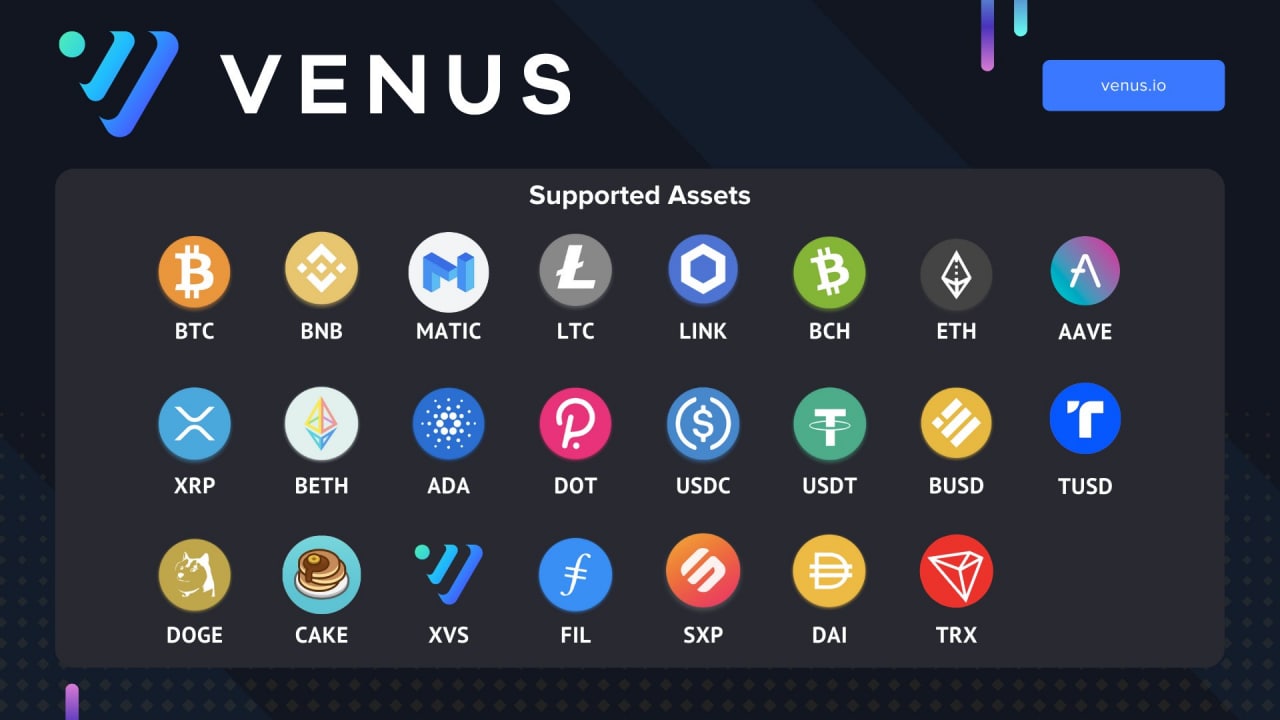 VENUS
venus.io
Supported Assets
BTC BNB MATIC LTC LINK BCH ETH AAVE
XRP BETH ADA DOT USDC USDT BUSD TUSD
DOGE CAKE XVS FIL SXP DAI TRX